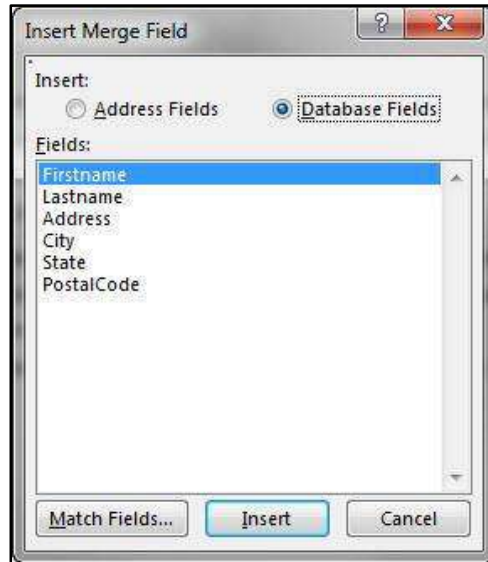 Insert Merge Field ? X
Insert:
Address Fields Database Fields
Fields:
Firstname
Lastname
Address
City
State
PostalCode
Match Fields... Insert Cancel